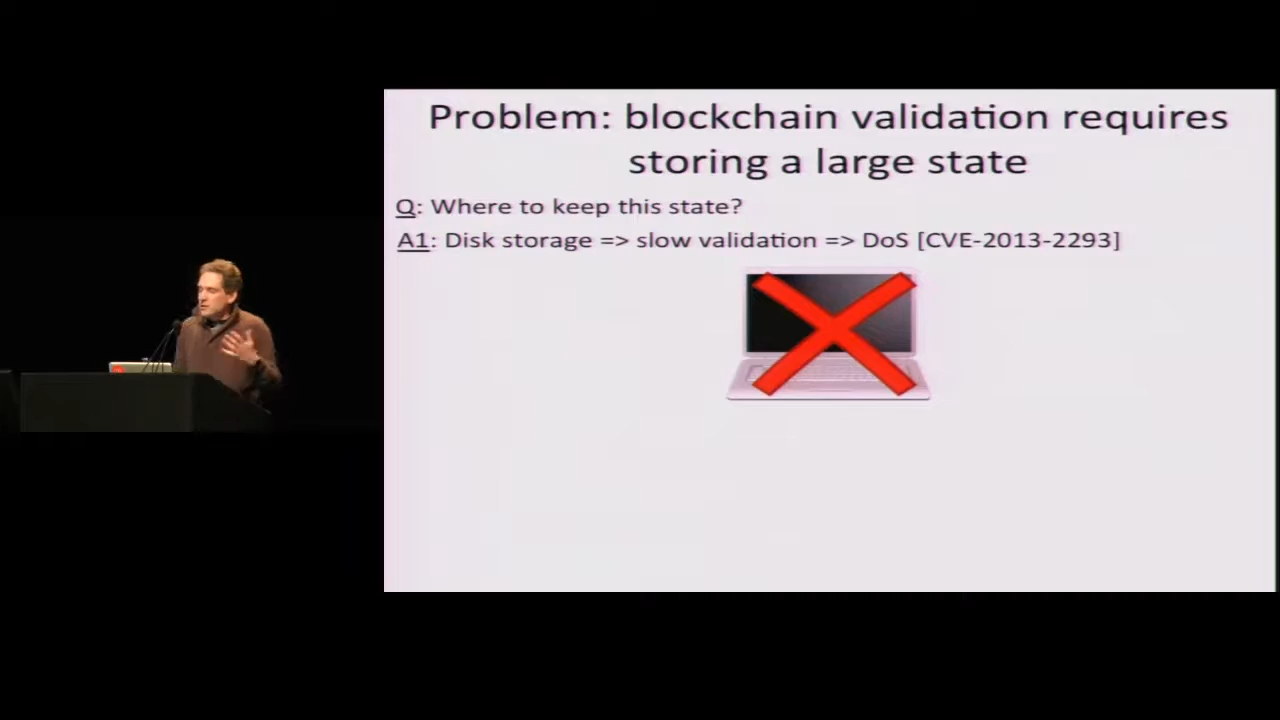 Problem: blockchain validation requires
storing a large state
Q: Where to keep this state?
A1: Disk storage => slow validation => DoS [CVE-2013-2293]